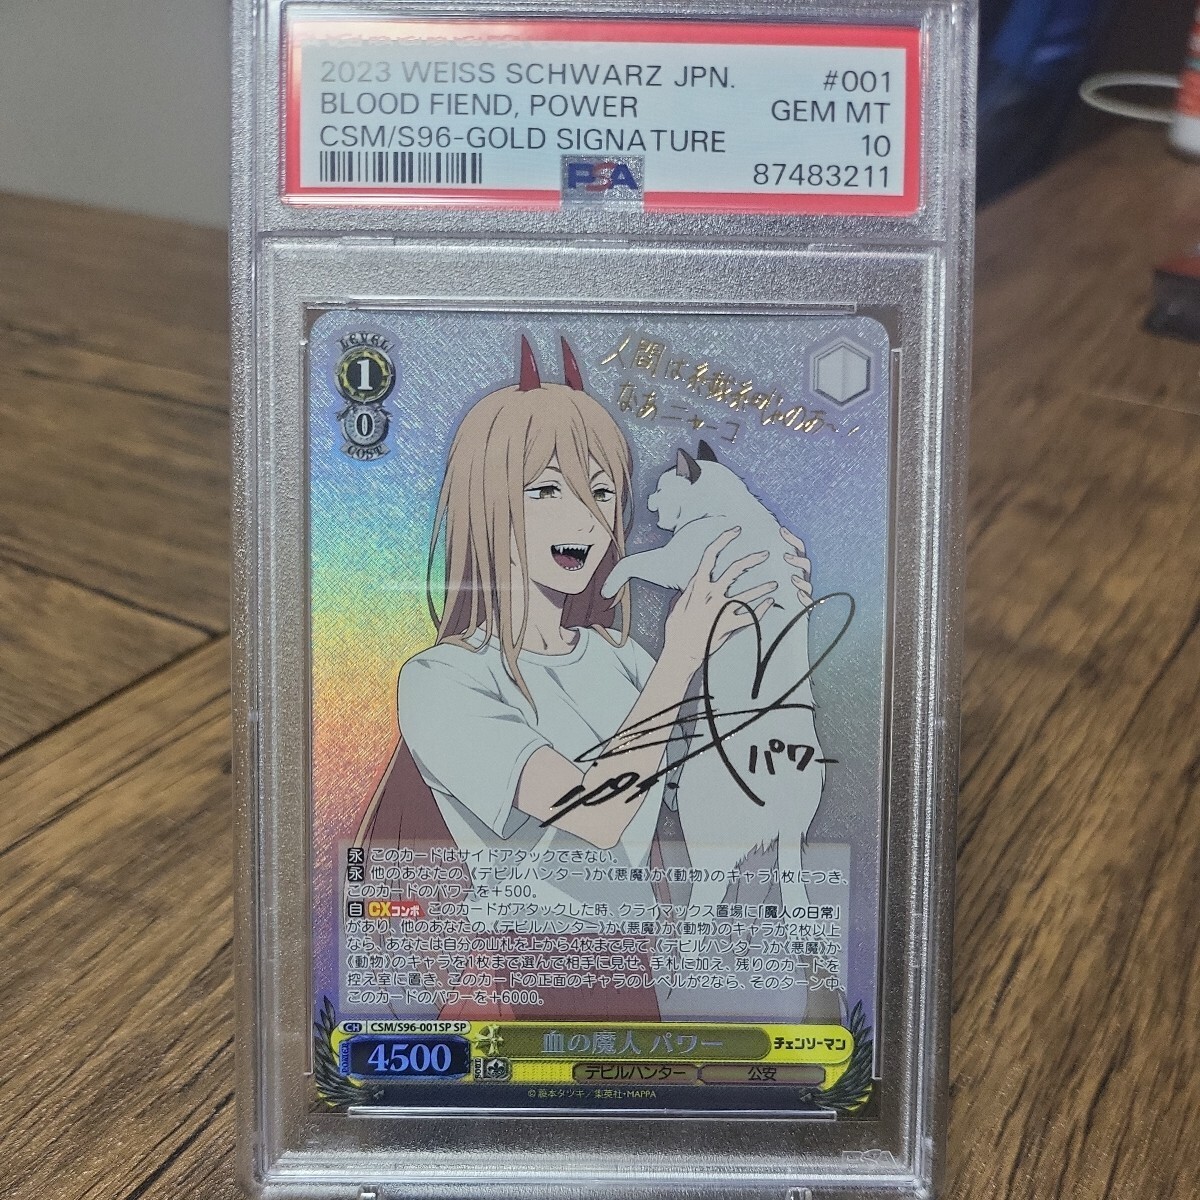 2023 WEISS SCHWARZ JPN. #001
BLOOD FIEND, POWER GEM MT
CSM/S96-GOLD SIGNATURE 10
PSA 87483211
LEVEL
1
0
COST
人間は
なあニャーコ
パワー
永 このカードはサイドアタックできない。
永 他のあなたの、《デビルハンター》か《悪魔》か《動物》のキャラ1枚につき、
このカードのパワーを+500。
自 CXコンボ このカードがアタックした時、クライマックス置場に「魔人の日常」
があり、他のあなたの、《デビルハンター》か《悪魔》か《動物》のキャラが2枚以上
なら、あなたは自分の山札を上から4枚まで見て、《デビルハンター》か《悪魔》か
《動物》のキャラを1枚まで選んで相手に見せ、手札に加え、残りのカードを
控え室に置き、このカードの正面のキャラのレベルが2なら、そのターン中、
このカードのパワーを+6000。
CH CSM/S96-001SP SP
POWER 4500
血の魔人 パワー
チェンソーマン
デビルハンター 公安
©藤本タツキ/集英社・MAPPA
PSA